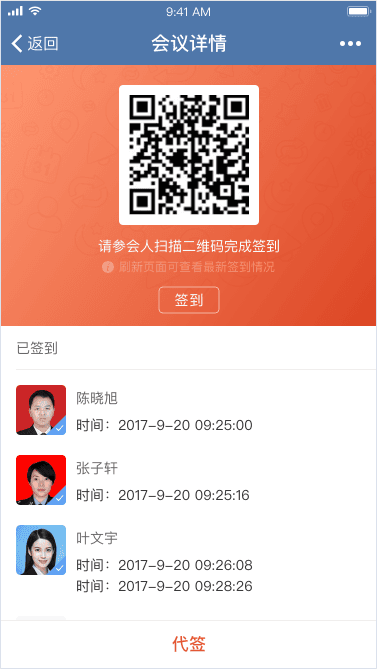 9:41 AM
返回
会议详情
请参会人扫描二维码完成签到
刷新页面可查看最新签到情况
签到
已签到
陈晓旭
时间：2017-9-20 09:25:00
张子轩
时间：2017-9-20 09:25:16
叶文宇
时间：2017-9-20 09:26:08
时间：2017-9-20 09:28:26
代签